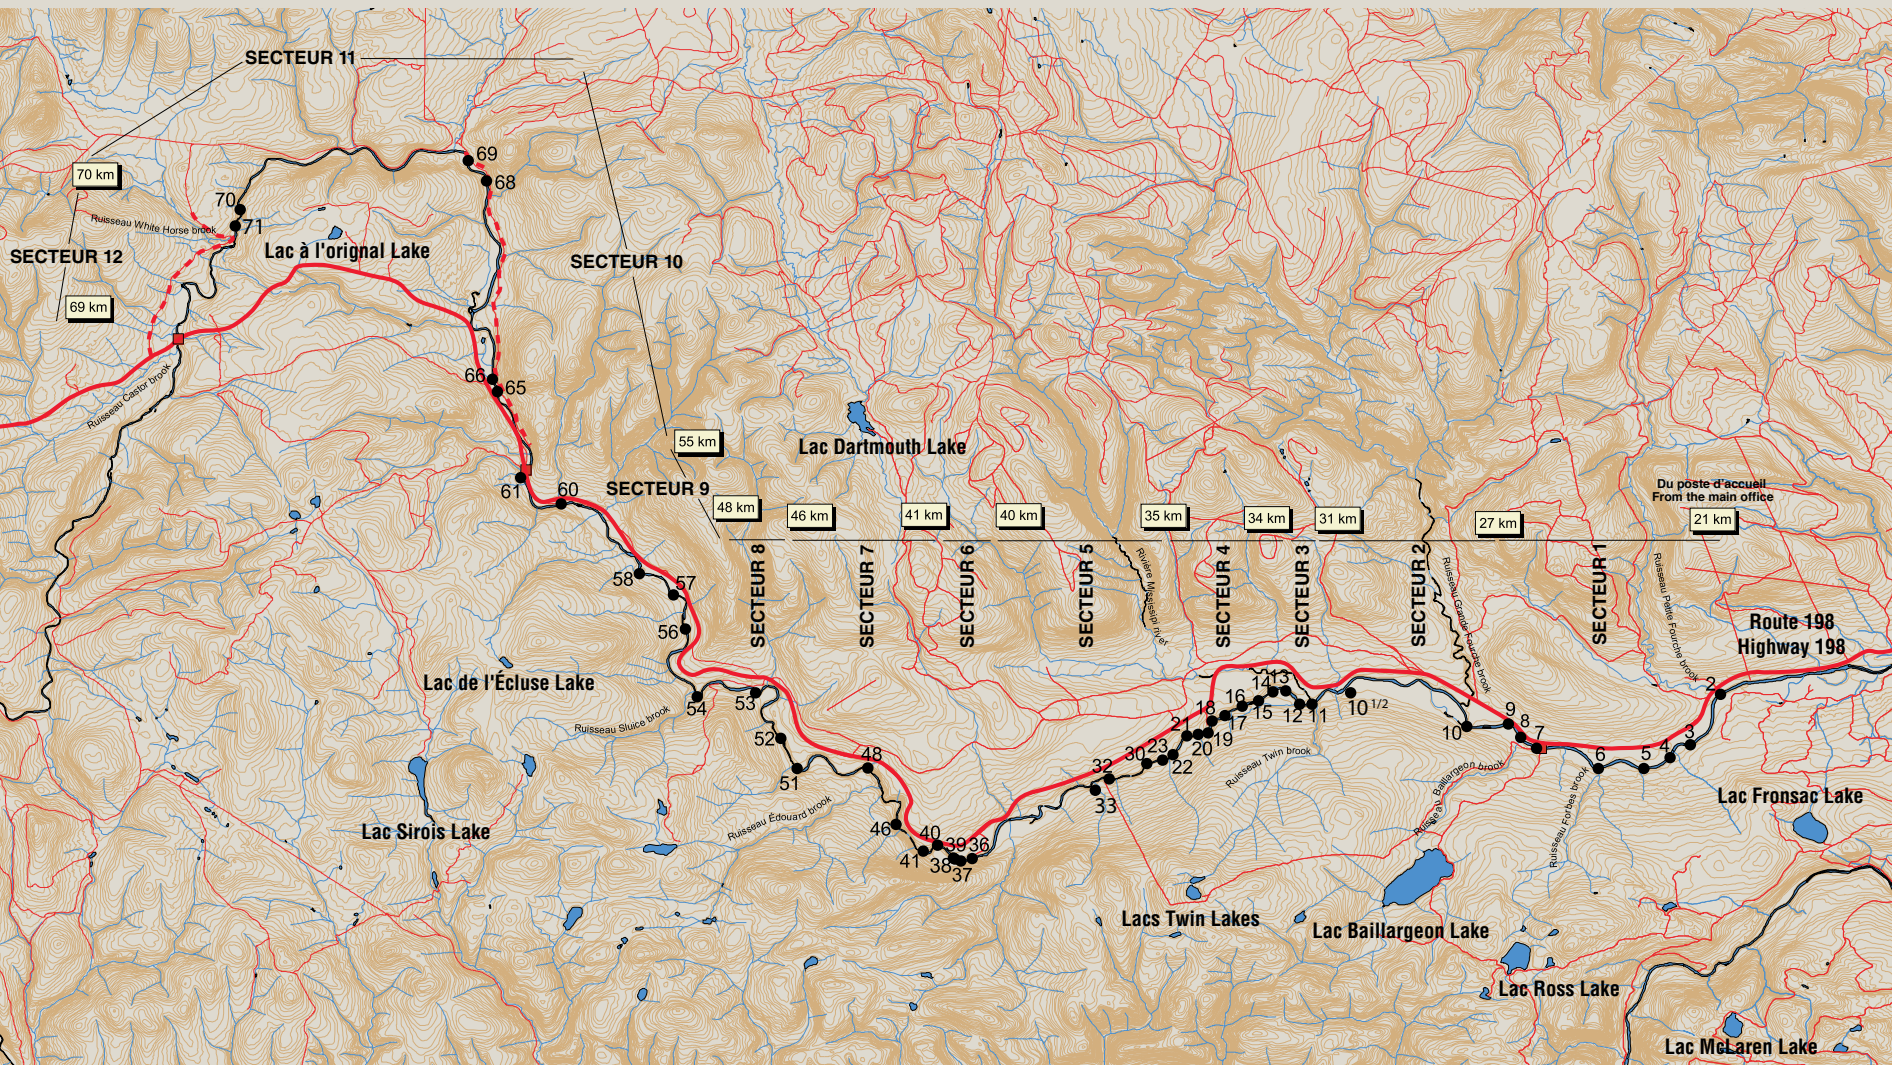 SECTEUR 11
69
68
70 km
70
71
Ruisseau White Horse brook
Lac à l'orignal Lake
SECTEUR 12
SECTEUR 10
69 km
66
65
Ruisseau Castor brook
55 km
Lac Dartmouth Lake
61
60
SECTEUR 9
48 km
46 km
41 km
40 km
35 km
34 km
31 km
27 km
Du poste d'accueil
From the main office
21 km
58
57
56
SECTEUR 8
SECTEUR 7
SECTEUR 6
SECTEUR 5
Rivière Mississipi river
SECTEUR 4
SECTEUR 3
SECTEUR 2
Ruisseau Grande Fourche brook
SECTEUR 1
Ruisseau Petite Fourche brook
Route 198
Highway 198
Lac de l'Écluse Lake
54
53
Ruisseau Sluice brook
52
51
48
14
13
16
15
18
17
12
11
10 1/2
21
20
19
23
22
30
32
33
Ruisseau Twin brook
10
9
8
7
6
5
4
3
2
Ruisseau Baillargeon brook
Ruisseau Forbes brook
Lac Fronsac Lake
Ruisseau Édouard brook
Lac Sirois Lake
46
41
40
39
38
37
36
Lacs Twin Lakes
Lac Baillargeon Lake
Lac Ross Lake
Lac McLaren Lake